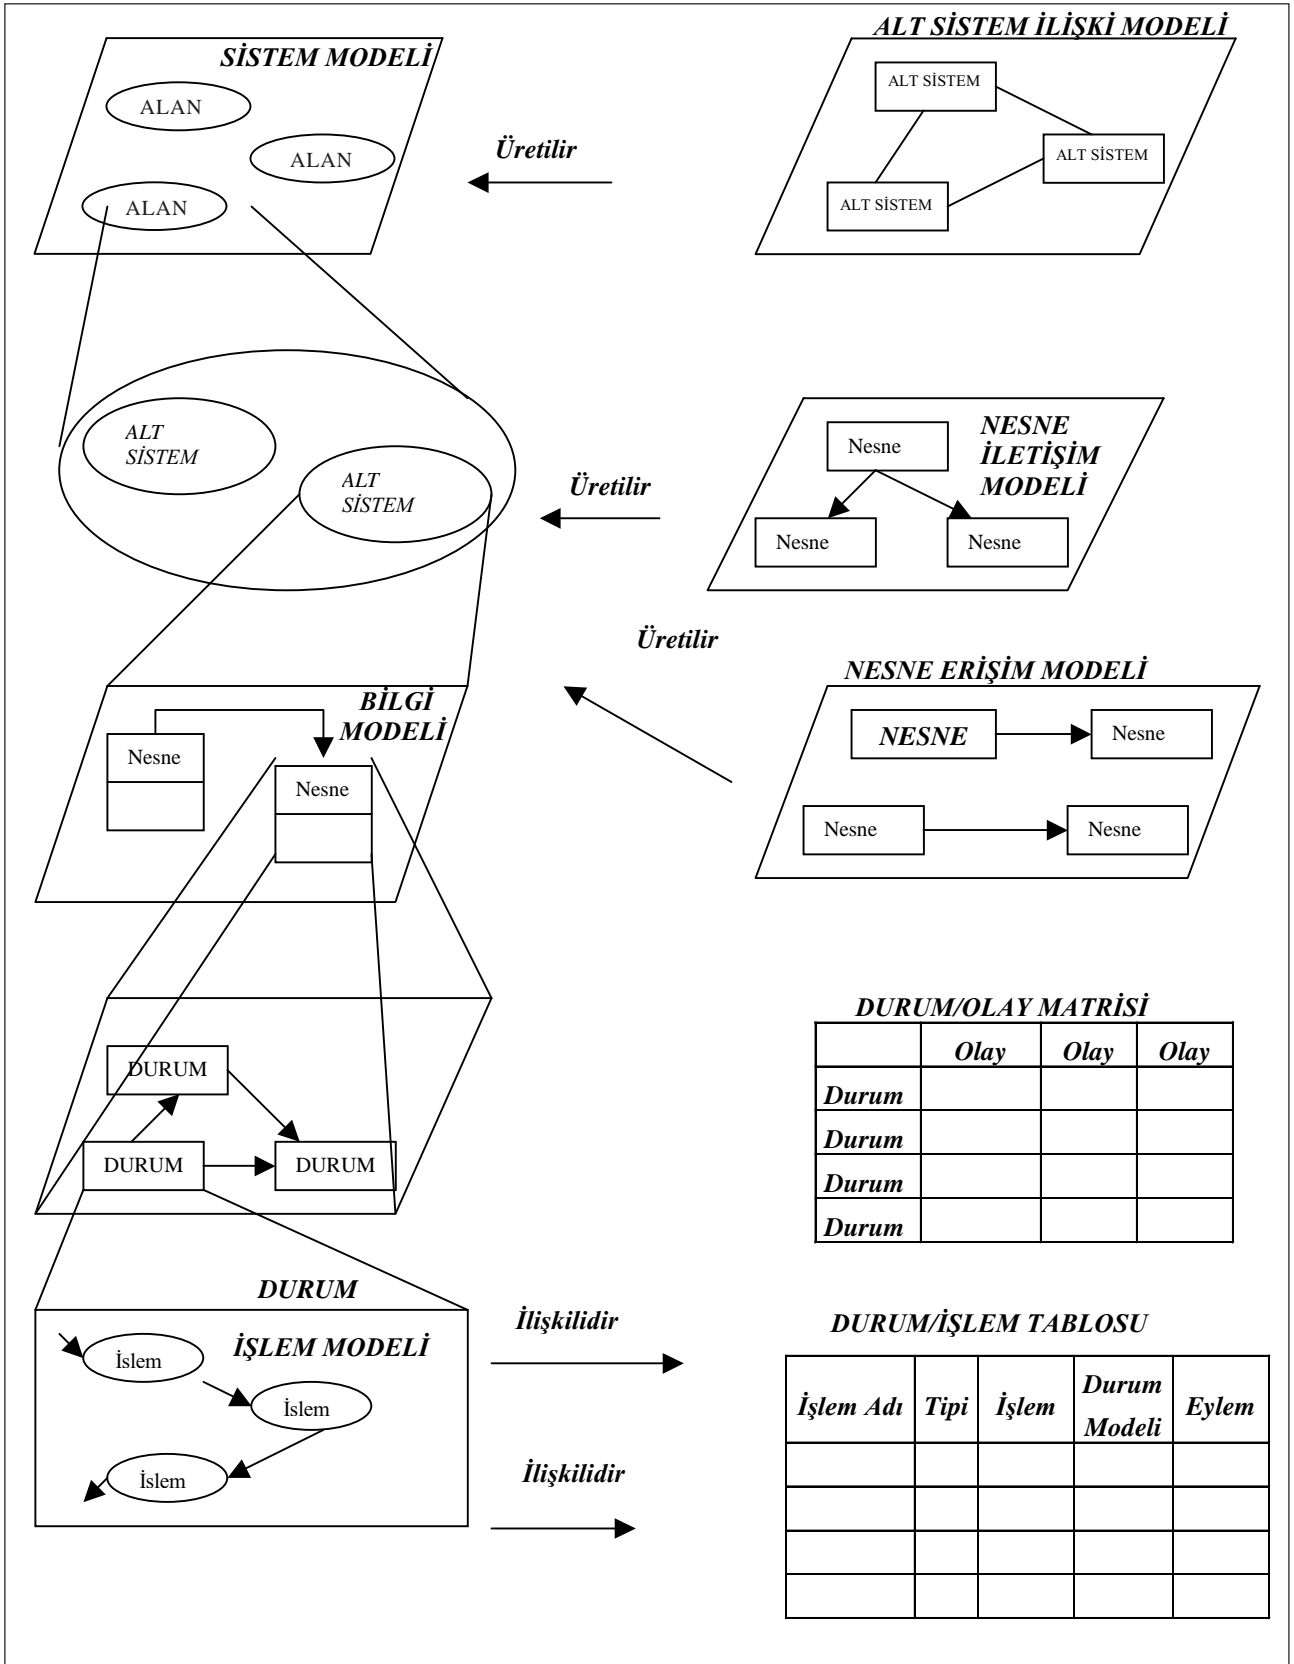 ALT SİSTEM İLİŞKİ MODELİ
SİSTEM MODELİ
ALAN
ALAN
ALAN
Üretilir
ALT SİSTEM
ALT SİSTEM
ALT SİSTEM
ALT
SİSTEM
ALT
SİSTEM
Üretilir
NESNE
İLETİŞİM
MODELİ
Nesne
Nesne
Nesne
Üretilir
NESNE ERİŞİM MODELİ
NESNE
Nesne
Nesne
Nesne
BİLGİ
MODELİ
Nesne
Nesne
DURUM
DURUM
DURUM
DURUM/OLAY MATRİSİ
Olay Olay Olay
Durum
Durum
Durum
Durum
DURUM
İŞLEM MODELİ
İslem
İslem
İslem
İlişkilidir
İlişkilidir
DURUM/İŞLEM TABLOSU
İşlem Adı Tipi İşlem Durum Modeli Eylem